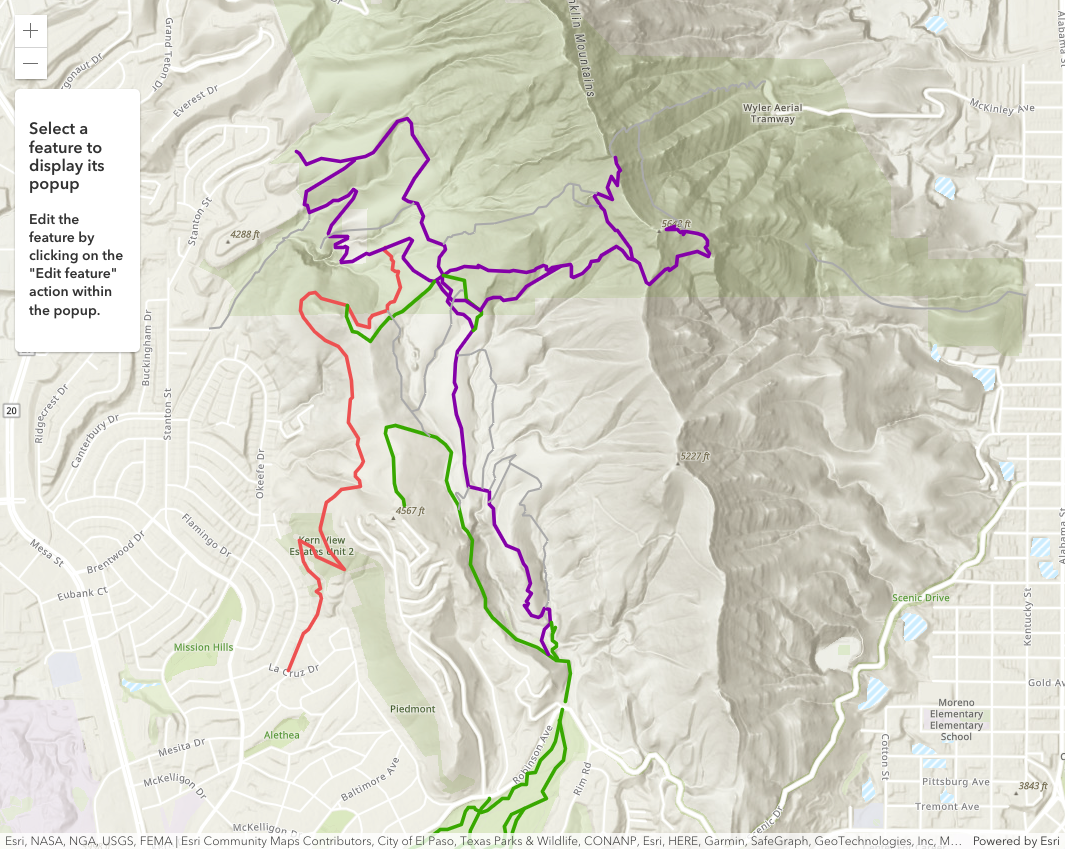 +
−
Select a
feature to
display its
popup
Edit the
feature by
clicking on the
"Edit feature"
action within
the popup.
Grand Teton Dr
Everest Dr
Stanton St
4288 ft
nklin Mountains
Wyler Aerial
Tramway
McKinley Ave
Alabama St
5642 ft
20
Ridgecrest Dr
Canterbury Dr
Buckingham Dr
Stanton St
Okeefe Dr
5227 ft
4567 ft
Flamingo Dr
Kern View
Estates Unit 2
Mesa St
Brentwood Dr
Eubank Ct
Alabama St
Kentucky St
Scenic Drive
Mission Hills
La Cruz Dr
Gold Av
Piedmont
Moreno
Elementary
Elementary
School
Alethea
Mesita Dr
McKelligon Dr
Baltimore Ave
Robinson Ave
Rim Rd
Cotton St
Pittsburg Ave
3843 ft
Tremont Ave
McKelligon D
cenic Dr
Esri, NASA, NGA, USGS, FEMA | Esri Community Maps Contributors, City of El Paso, Texas Parks & Wildlife, CONANP, Esri, HERE, Garmin, SafeGraph, GeoTechnologies, Inc, M...
Powered by Esri